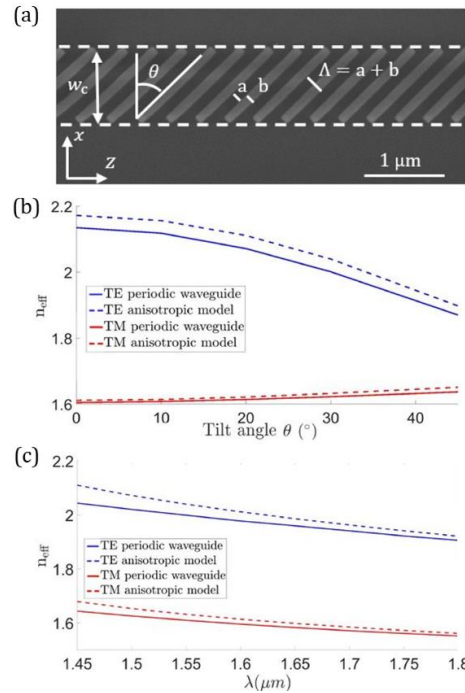 (a)
w_c
θ
a b
Λ = a + b
x
z
1 μm
(b)
2.2
2
1.8
1.6
n_eff
TE periodic waveguide
TE anisotropic model
TM periodic waveguide
TM anisotropic model
0 10 20 30 40
Tilt angle θ (°)
(c)
2.2
2
1.8
1.6
n_eff
TE periodic waveguide
TE anisotropic model
TM periodic waveguide
TM anisotropic model
1.45 1.5 1.55 1.6 1.65 1.7 1.75 1.8
λ(μm)